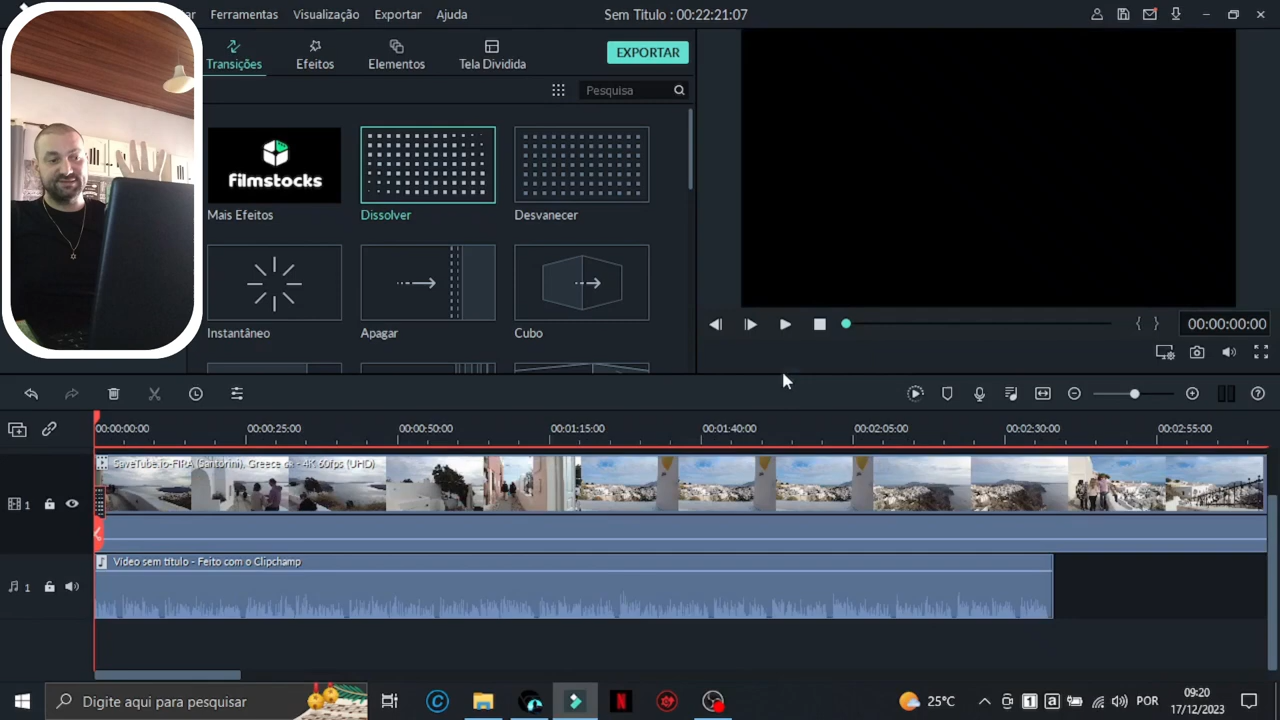 Ferramentas Visualização Exportar Ajuda
Sem Titulo : 00:22:21:07
Transições Efeitos Elementos Tela Dividida
EXPORTAR
Pesquisa
filmstocks
Mais Efeitos Dissolver Desvanecer
Instantâneo Apagar Cubo
00:00:00:00
00:00:00:00 00:00:25:00 00:00:50:00 00:01:15:00 00:01:40:00 00:02:05:00 00:02:30:00 00:02:55:00
SaveTube.io-FIRA (Santorini), Greece
4K 60fps (UHD)
1
Vídeo sem título - Feito com o Clipchamp
1
Digite aqui para pesquisar
25°C
POR
09:20
17/12/2023